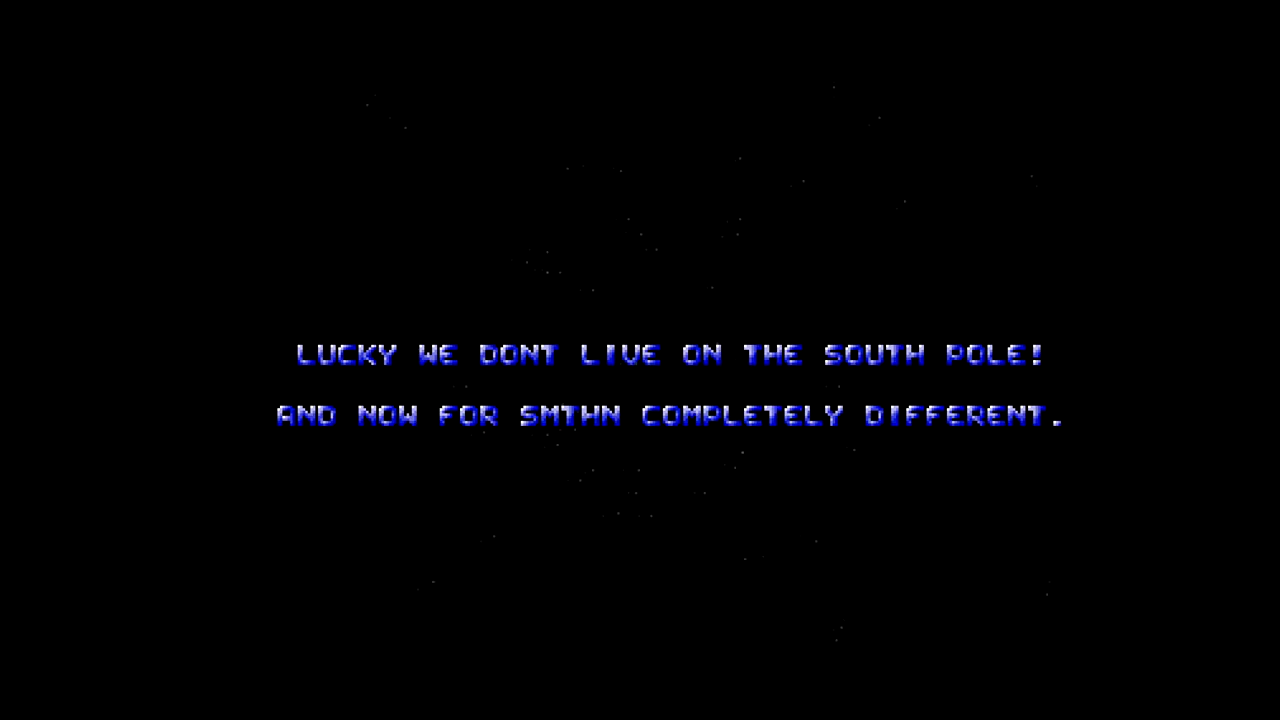 LUCKY WE DONT LIVE ON THE SOUTH POLE!
AND NOW FOR SMTHN COMPLETELY DIFFERENT.